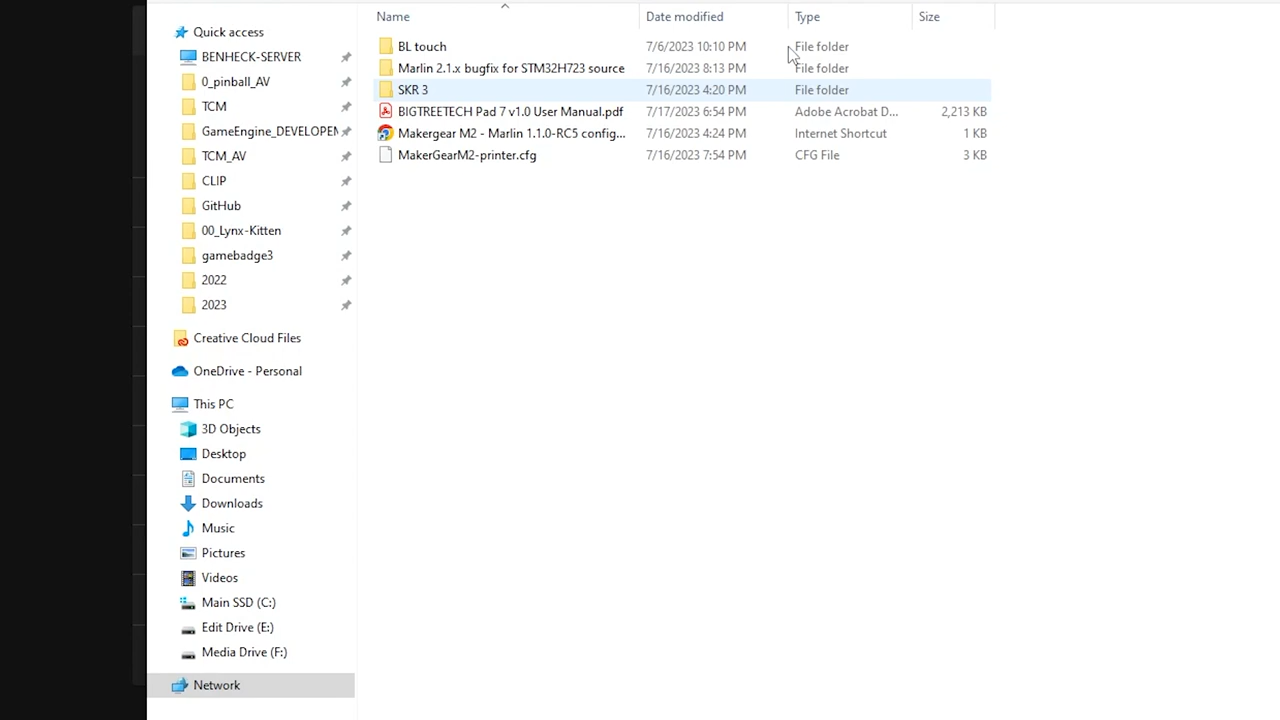 Name Date modified Type Size
Quick access
BENHECK-SERVER
0_pinball_AV
TCM
GameEngine_DEVELOPEN
TCM_AV
CLIP
GitHub
00_Lynx-Kitten
gamebadge3
2022
2023
Creative Cloud Files
OneDrive - Personal
This PC
3D Objects
Desktop
Documents
Downloads
Music
Pictures
Videos
Main SSD (C:)
Edit Drive (E:)
Media Drive (F:)
Network
BL touch 7/6/2023 10:10 PM File folder
Marlin 2.1.x bugfix for STM32H723 source 7/16/2023 8:13 PM File folder
SKR 3 7/16/2023 4:20 PM File folder
BIGTREETECH Pad 7 v1.0 User Manual.pdf 7/17/2023 6:54 PM Adobe Acrobat D... 2,213 KB
Makergear M2 - Marlin 1.1.0-RC5 config... 7/16/2023 4:24 PM Internet Shortcut 1 KB
MakerGearM2-printer.cfg 7/16/2023 7:54 PM CFG File 3 KB